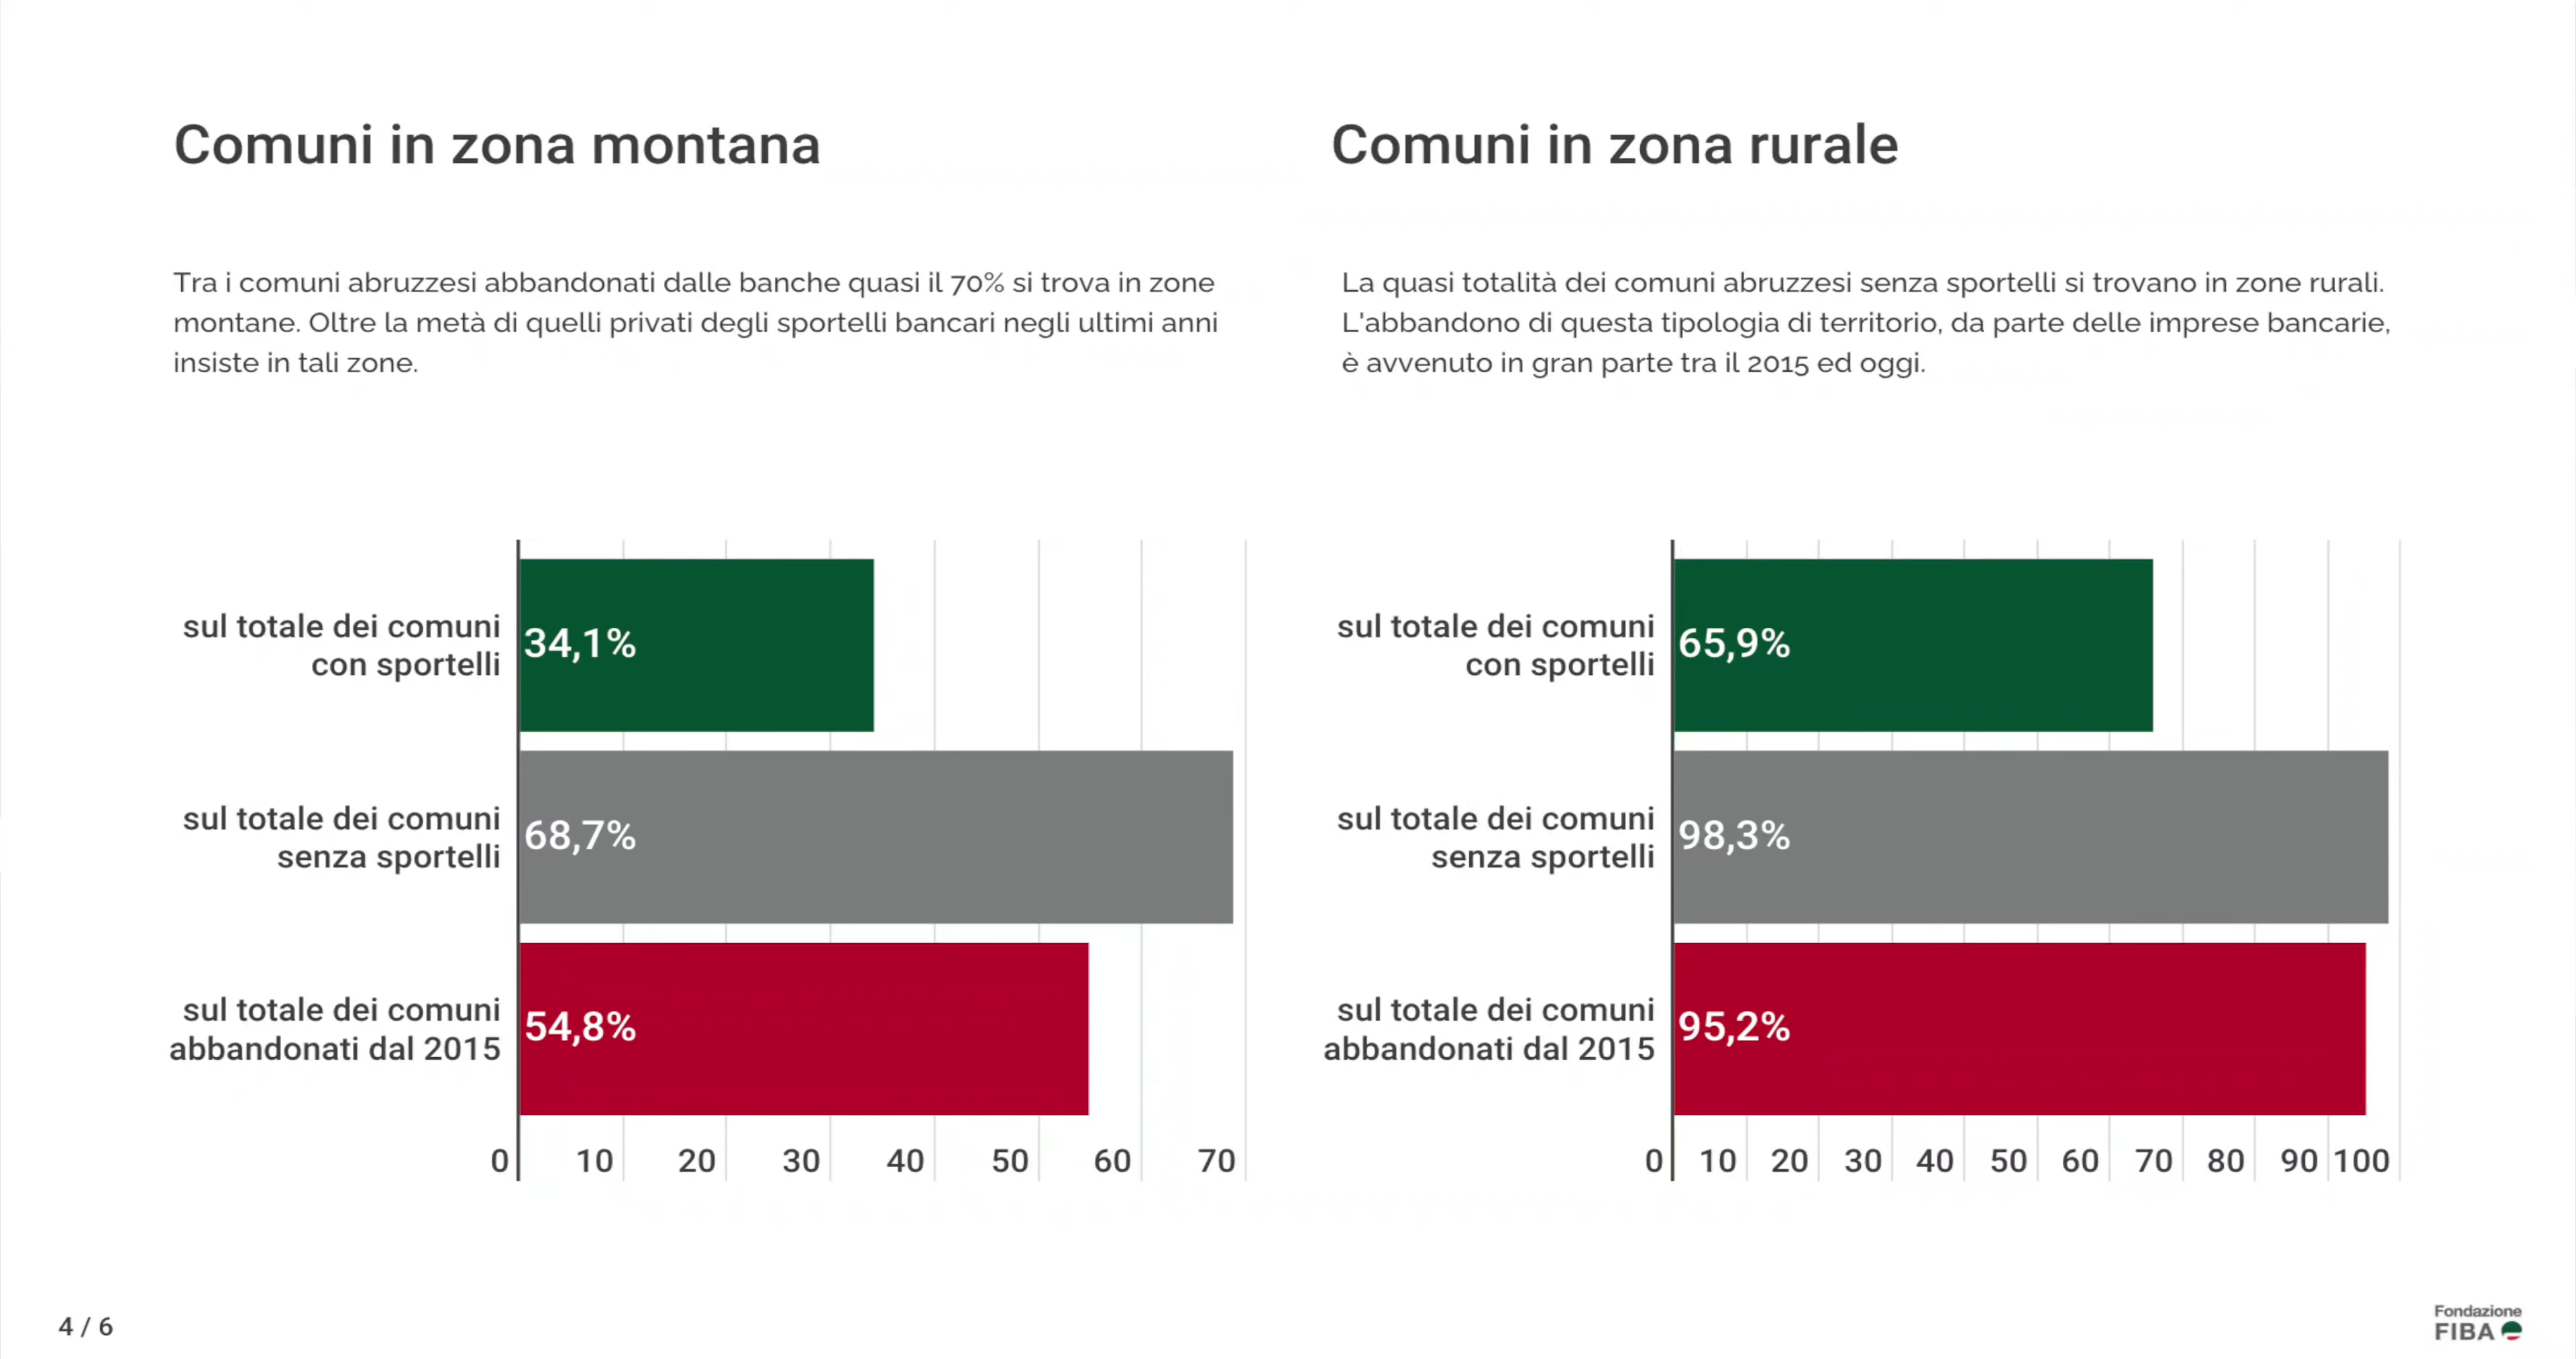 Comuni in zona montana
Tra i comuni abruzzesi abbandonati dalle banche quasi il 70% si trova in zone
montane. Oltre la metà di quelli privati degli sportelli bancari negli ultimi anni
insiste in tali zone.
sul totale dei comuni
con sportelli
34,1%
sul totale dei comuni
senza sportelli
68,7%
sul totale dei comuni
abbandonati dal 2015
54,8%
0 10 20 30 40 50 60 70
Comuni in zona rurale
La quasi totalità dei comuni abruzzesi senza sportelli si trovano in zone rurali.
L'abbandono di questa tipologia di territorio, da parte delle imprese bancarie,
è avvenuto in gran parte tra il 2015 ed oggi.
sul totale dei comuni
con sportelli
65,9%
sul totale dei comuni
senza sportelli
98,3%
sul totale dei comuni
abbandonati dal 2015
95,2%
0 10 20 30 40 50 60 70 80 90 100
4 / 6
Fondazione
FIBA